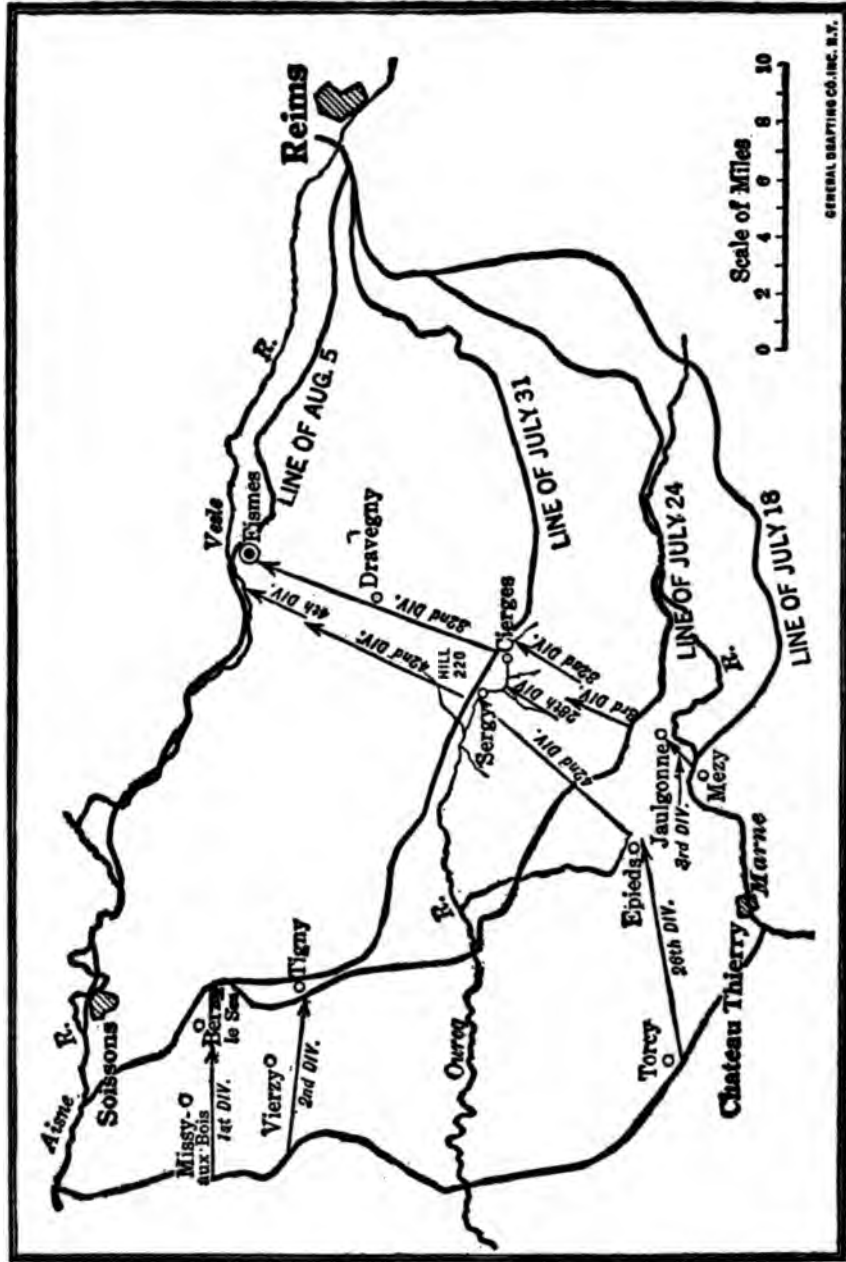 Reims
Aisne
R.
Soissons
Vesle
R.
Fismes
LINE OF AUG. 5
Missy-
aux Bois
1st DIV.
Berzy
le Sec
Vierzy
2nd DIV.
Tigny
Dravegny
4th DIV.
42nd DIV.
32nd DIV.
HILL
220
Sergy
Cierges
LINE OF JULY 31
Ourcq
R.
42nd DIV.
28th DIV.
3rd DIV.
32nd DIV.
Torcy
26th DIV.
Epieds
Jaulgonne
3rd DIV.
Mezy
R.
LINE OF JULY 24
LINE OF JULY 18
Chateau Thierry
Marne
Scale of Miles
0 2 4 6 8 10
GENERAL DRAFTING CO. INC. N.Y.